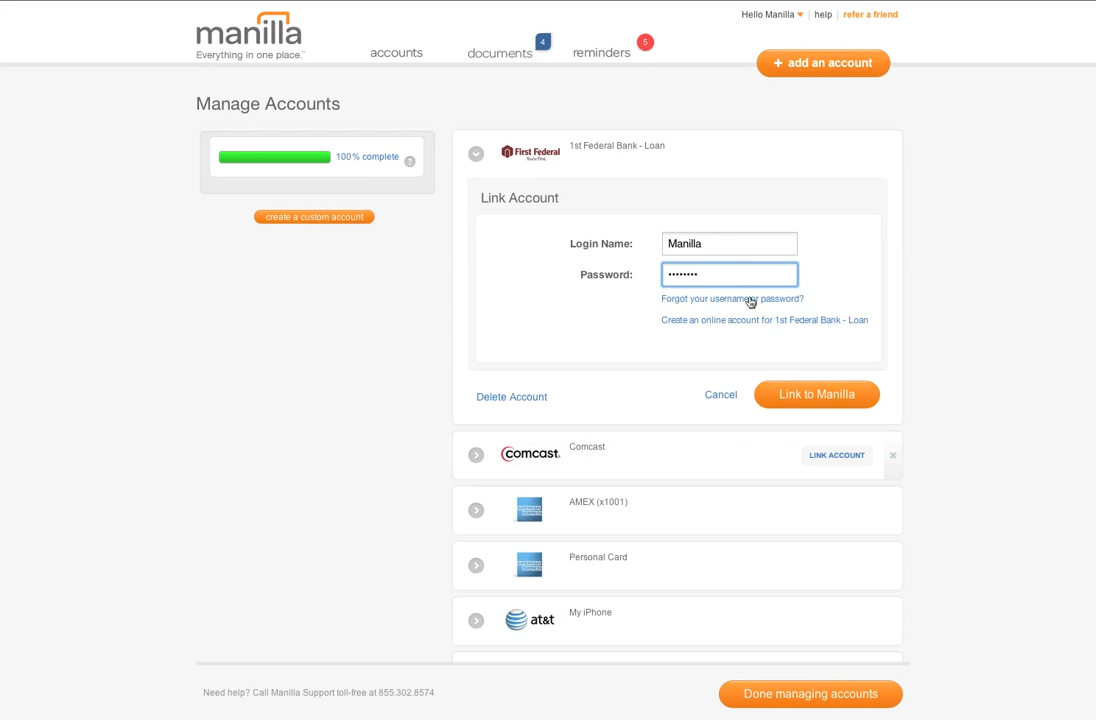 Hello Manilla
help
refer a friend
manilla
Everything in one place.
accounts
documents
4
reminders
5
+ add an account
Manage Accounts
100% complete
?
create a custom account
First Federal
1st Federal Bank - Loan
Link Account
Login Name:
Manilla
Password:
••••••••
Forgot your username or password?
Create an online account for 1st Federal Bank - Loan
Delete Account
Cancel
Link to Manilla
Comcast
comcast.
LINK ACCOUNT
AMEX (x1001)
Personal Card
My iPhone
at&t
Need help? Call Manilla Support toll-free at 855.302.8574
Done managing accounts